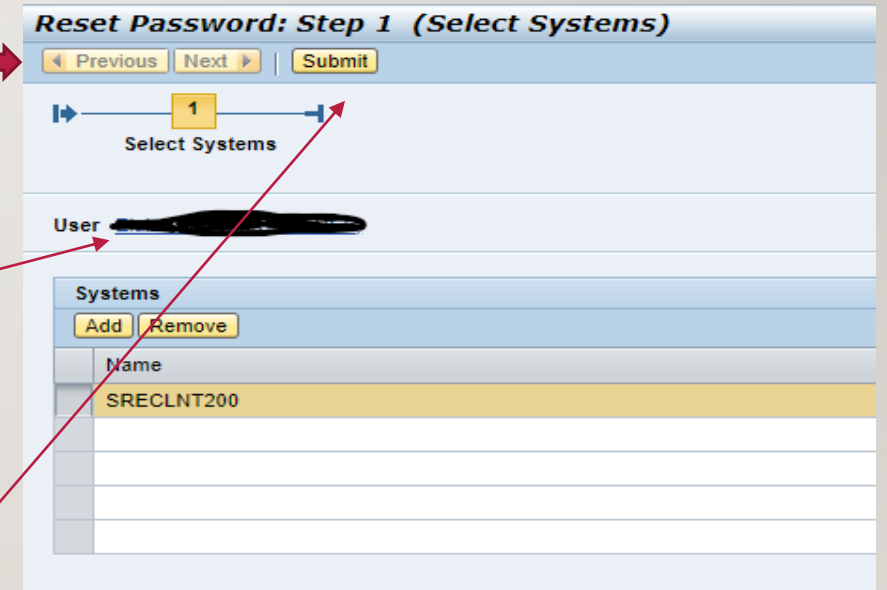 Reset Password: Step 1 (Select Systems)
Previous Next Submit
1
Select Systems
User
Systems
Add Remove
Name
SRECLNT200